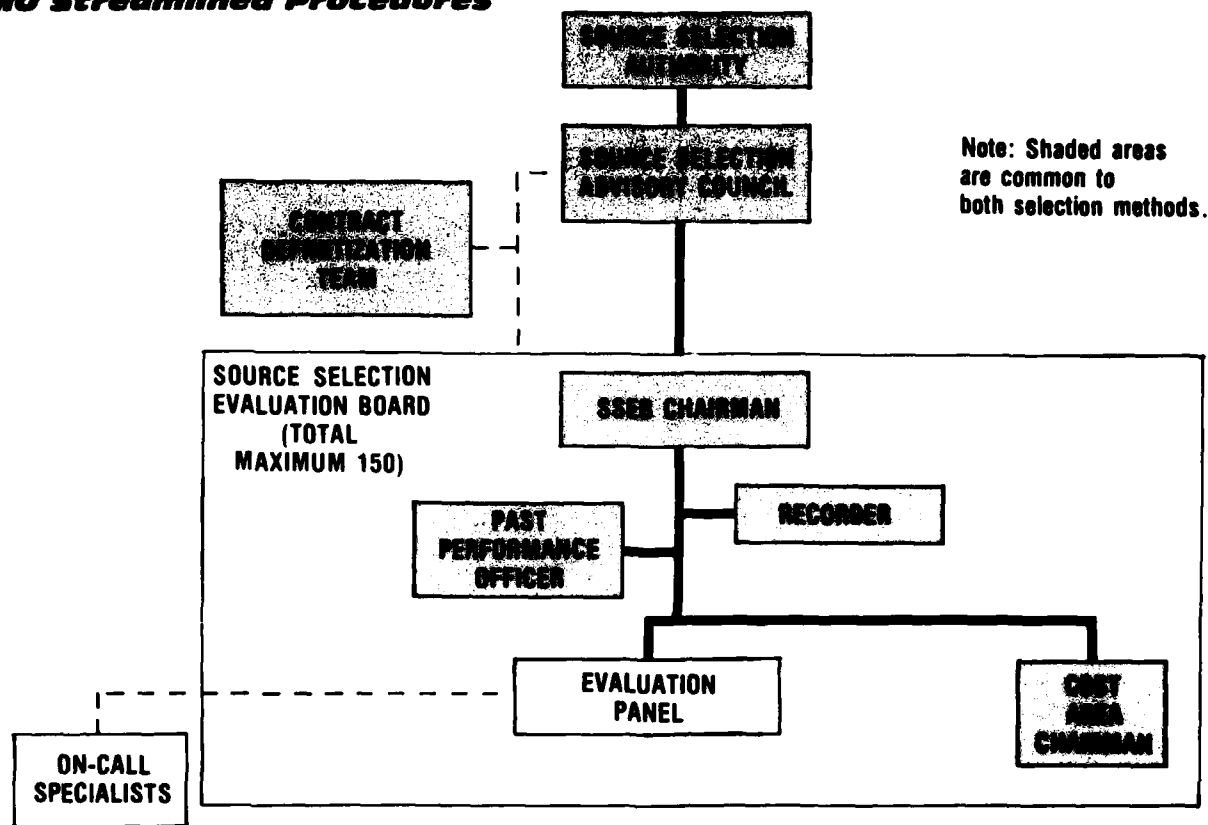 Streamlined Procedures
SOURCE SELECTION
AUTHORITY
SOURCE SELECTION
ADVISORY COUNCIL
Note: Shaded areas
are common to
both selection methods.
CONTRACT
DEFINITIZATION
TEAM
SOURCE SELECTION
EVALUATION BOARD
(TOTAL
MAXIMUM 150)
SSEB CHAIRMAN
PAST
PERFORMANCE
OFFICER
RECORDER
EVALUATION
PANEL
COST
AREA
CHAIRMAN
ON-CALL
SPECIALISTS